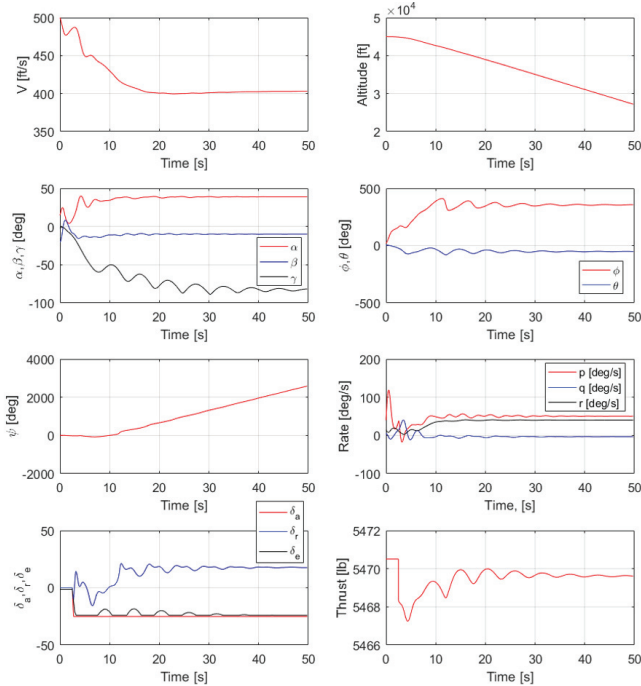 500
450
400
350
V [ft/s]
0 10 20 30 40 50
Time [s]
× 10⁴
5
4
3
2
Altitude [ft]
0 10 20 30 40 50
Time [s]
50
0
-50
-100
α,β,γ [deg]
α
β
γ
0 10 20 30 40 50
Time [s]
500
0
-500
ϕ,θ [deg]
ϕ
θ
0 10 20 30 40 50
Time [s]
4000
2000
0
-2000
ψ [deg]
0 10 20 30 40 50
Time [s]
200
100
0
-100
Rate [deg/s]
p [deg/s]
q [deg/s]
r [deg/s]
0 10 20 30 40 50
Time, [s]
50
0
-50
δₐ,δᵣ,δₑ
δₐ
δᵣ
δₑ
0 10 20 30 40 50
Time [s]
5472
5470
5468
5466
Thrust [lb]
0 10 20 30 40 50
Time [s]